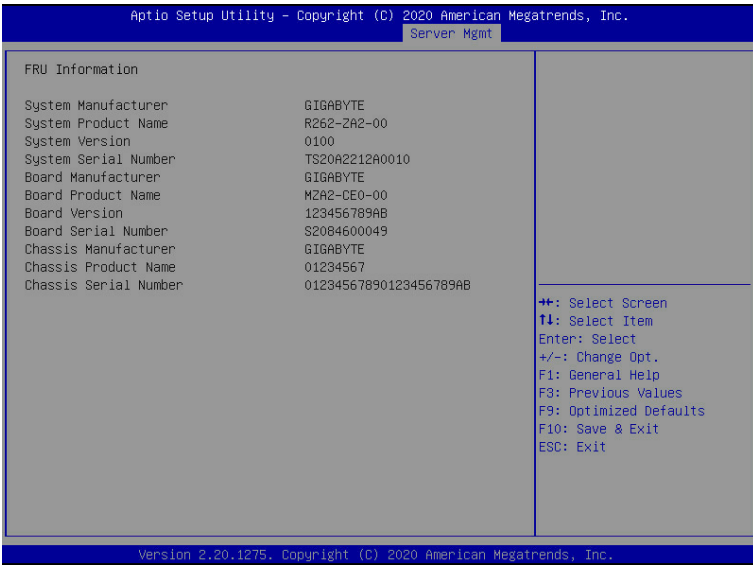 Aptio Setup Utility – Copyright (C) 2020 American Megatrends, Inc.
Server Mgmt
FRU Information
System Manufacturer GIGABYTE
System Product Name R262-ZA2-00
System Version 0100
System Serial Number TS20A2212A0010
Board Manufacturer GIGABYTE
Board Product Name MZA2-CE0-00
Board Version 123456789AB
Board Serial Number S2084600049
Chassis Manufacturer GIGABYTE
Chassis Product Name 01234567
Chassis Serial Number 01234567890123456789AB
→←: Select Screen
↑↓: Select Item
Enter: Select
+/-: Change Opt.
F1: General Help
F3: Previous Values
F9: Optimized Defaults
F10: Save & Exit
ESC: Exit
Version 2.20.1275. Copyright (C) 2020 American Megatrends, Inc.